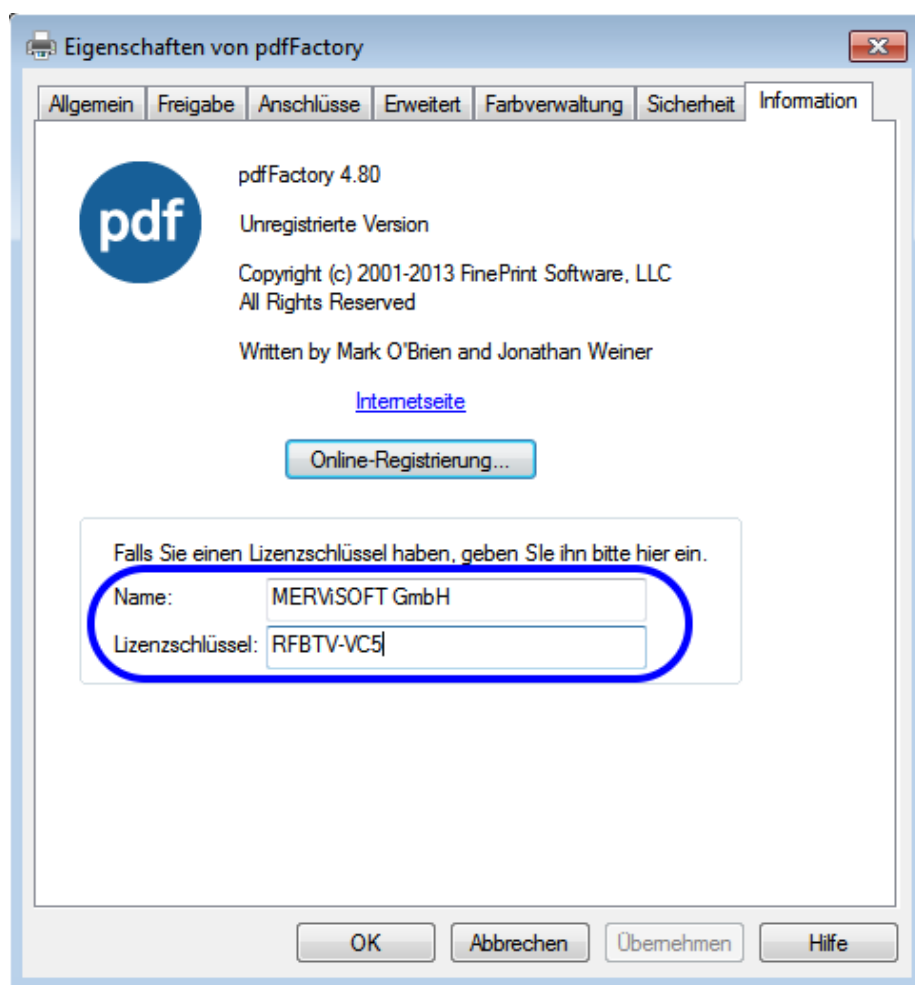 Eigenschaften von pdfFactory
Allgemein Freigabe Anschlüsse Erweitert Farbverwaltung Sicherheit Information
pdf
pdfFactory 4.80
Unregistrierte Version
Copyright (c) 2001-2013 FinePrint Software, LLC
All Rights Reserved
Written by Mark O'Brien and Jonathan Weiner
Internetseite
Online-Registrierung...
Falls Sie einen Lizenzschlüssel haben, geben SIe ihn bitte hier ein.
Name: MERViSOFT GmbH
Lizenzschlüssel: RFBTV-VC5
OK Abbrechen Übernehmen Hilfe